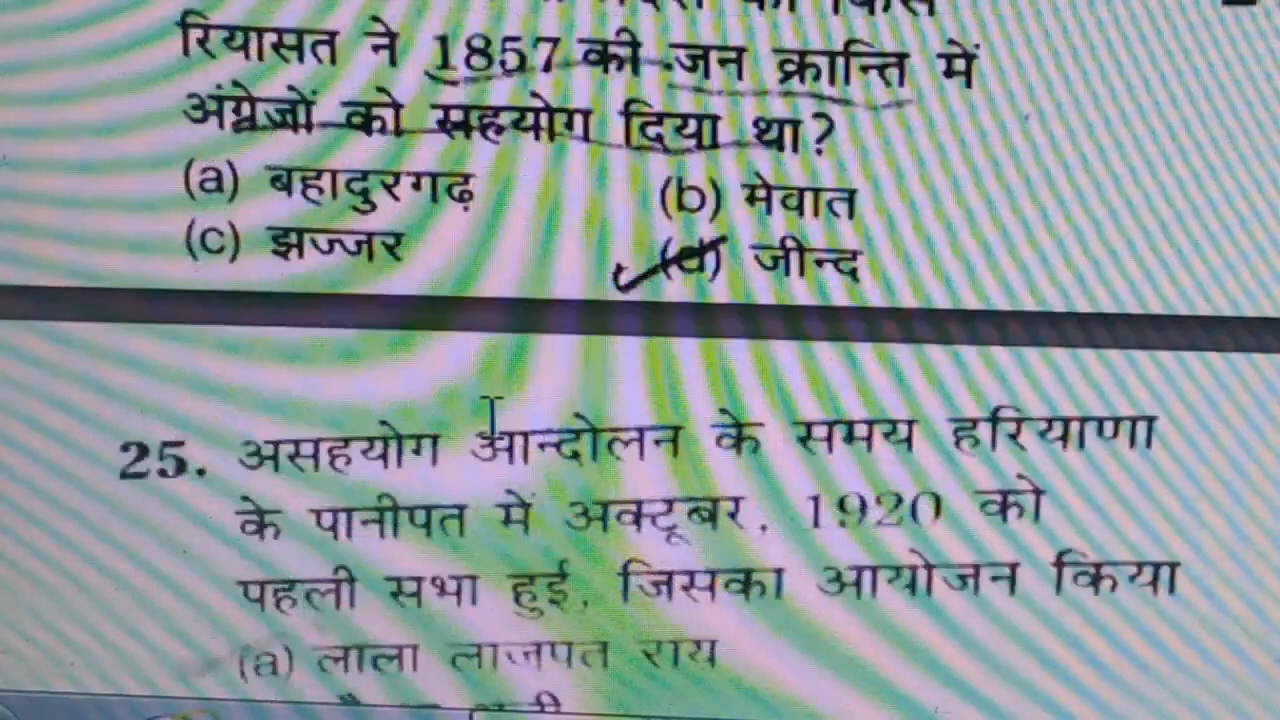 रियासत ने 1857 की जन क्रान्ति में
अंग्रेजों को सहयोग दिया था?
(a) बहादुरगढ़ (b) मेवात
(c) झज्जर (d) जीन्द
25. असहयोग आन्दोलन के समय हरियाणा
के पानीपत में अक्टूबर, 1920 को
पहली सभा हुई, जिसका आयोजन किया
(a) लाला लाजपत राय